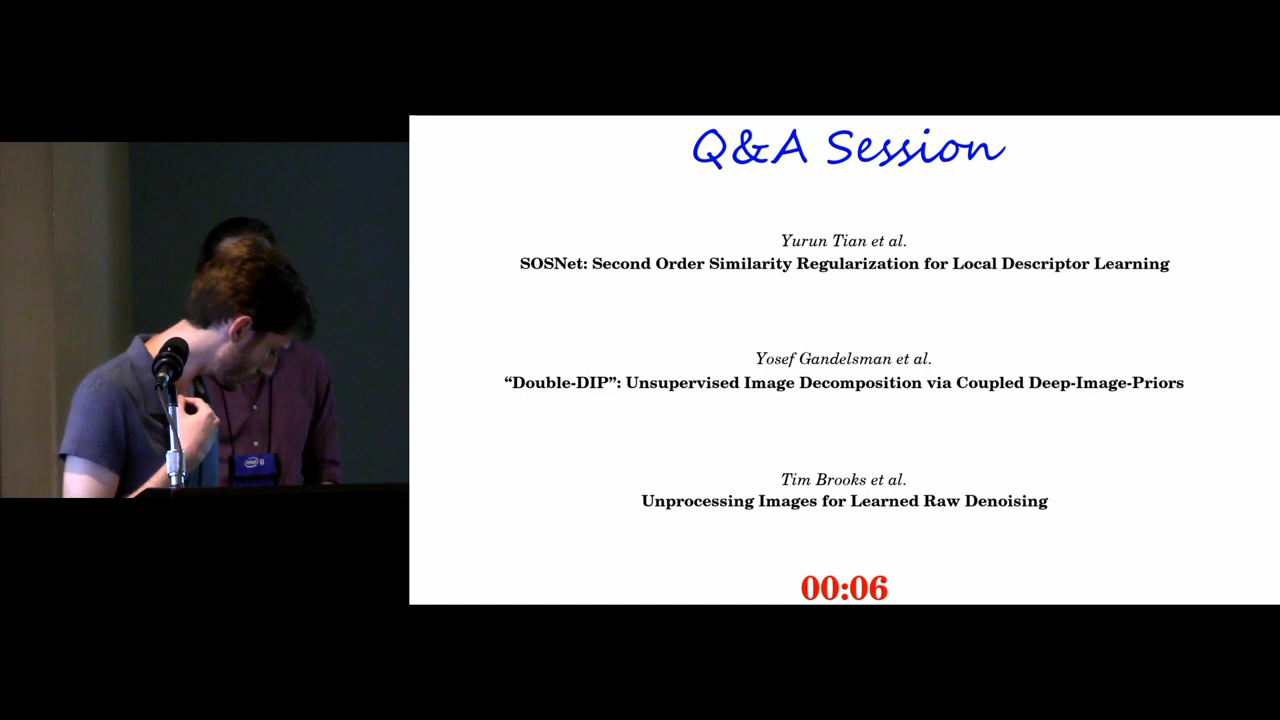 Q&A Session
Yurun Tian et al.
SOSNet: Second Order Similarity Regularization for Local Descriptor Learning
Yosef Gandelsman et al.
“Double-DIP”: Unsupervised Image Decomposition via Coupled Deep-Image-Priors
Tim Brooks et al.
Unprocessing Images for Learned Raw Denoising
00:06
intel